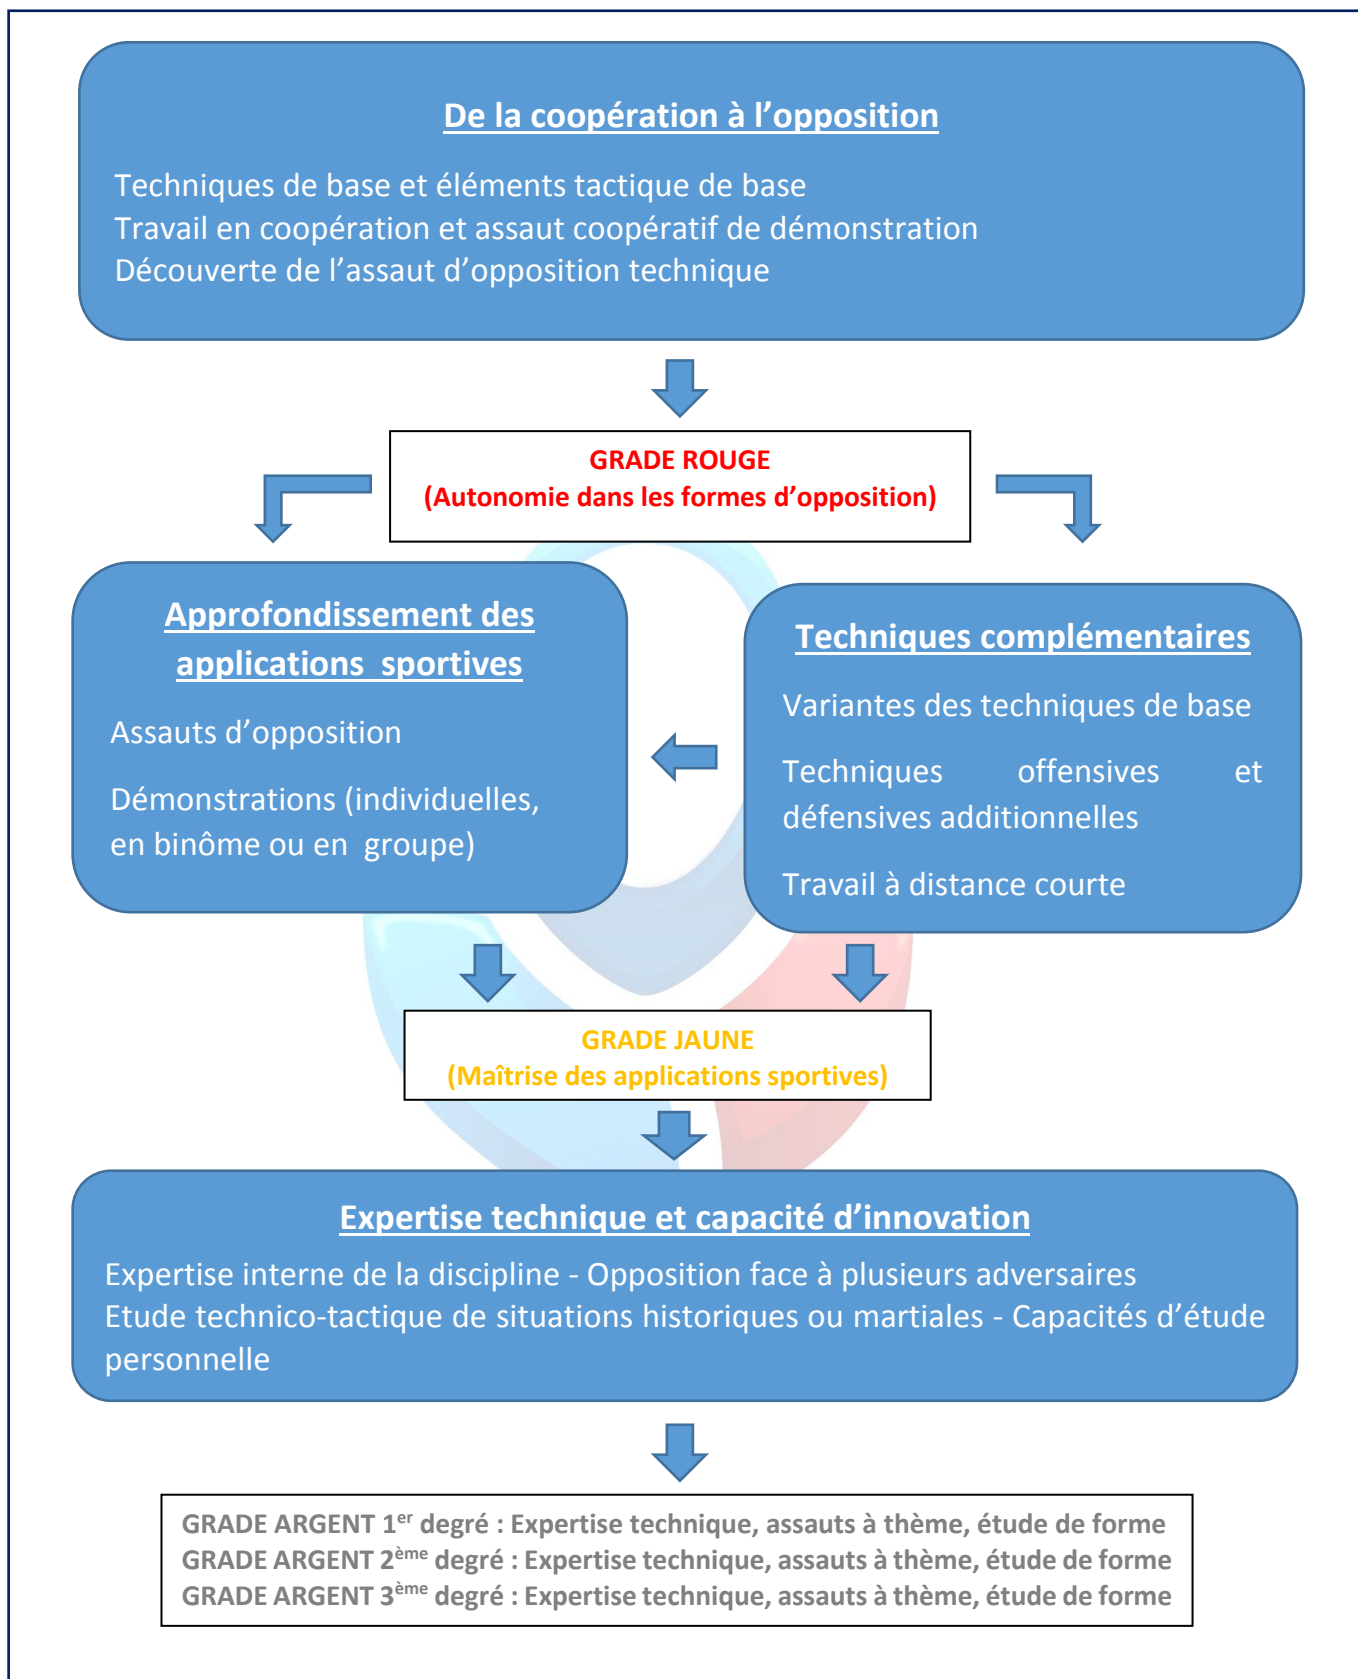 De la coopération à l’opposition
Techniques de base et éléments tactique de base
Travail en coopération et assaut coopératif de démonstration
Découverte de l’assaut d’opposition technique
GRADE ROUGE
(Autonomie dans les formes d’opposition)
Approfondissement des
applications sportives
Assauts d’opposition
Démonstrations (individuelles,
en binôme ou en groupe)
Techniques complémentaires
Variantes des techniques de base
Techniques offensives et
défensives additionnelles
Travail à distance courte
GRADE JAUNE
(Maîtrise des applications sportives)
Expertise technique et capacité d’innovation
Expertise interne de la discipline - Opposition face à plusieurs adversaires
Etude technico-tactique de situations historiques ou martiales - Capacités d’étude
personnelle
GRADE ARGENT 1er degré : Expertise technique, assauts à thème, étude de forme
GRADE ARGENT 2ème degré : Expertise technique, assauts à thème, étude de forme
GRADE ARGENT 3ème degré : Expertise technique, assauts à thème, étude de forme